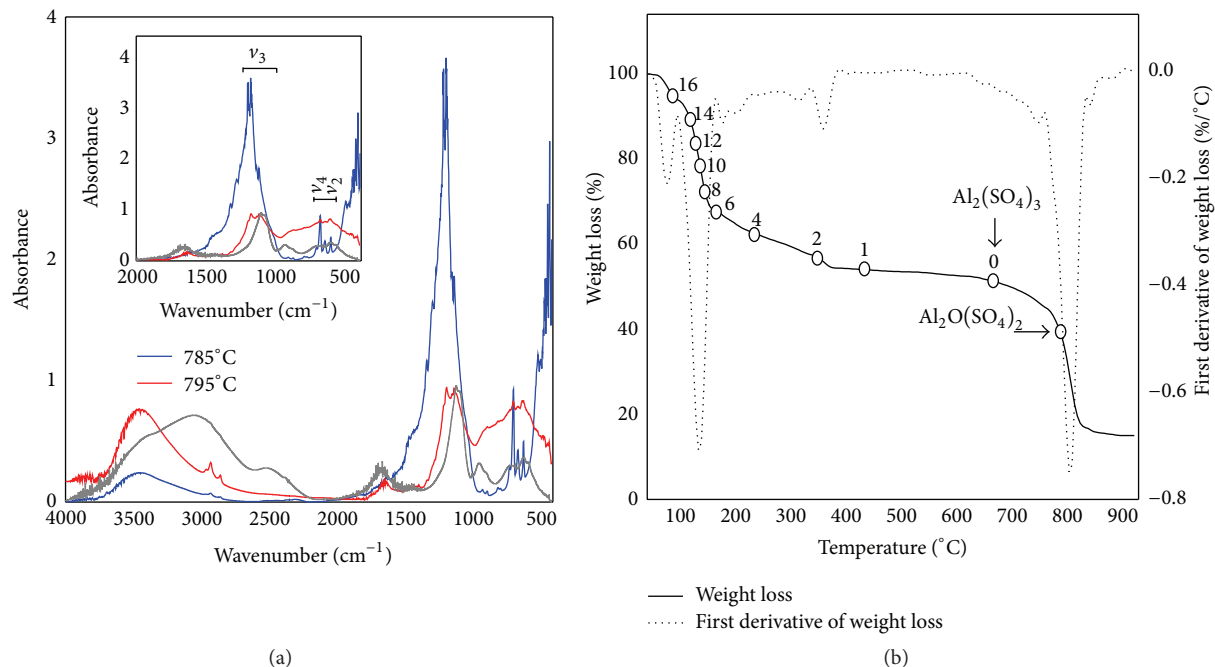 4
3
2
1
0
Absorbance
4000 3500 3000 2500 2000 1500 1000 500
Wavenumber (cm−1)
4
3
2
1
0
Absorbance
2000 1500 1000 500
Wavenumber (cm−1)
ν3
ν4
ν2
785°C
795°C
(a)
100
80
60
40
20
0
Weight loss (%)
100 200 300 400 500 600 700 800 900
Temperature (°C)
0.0
−0.2
−0.4
−0.6
−0.8
First derivative of weight loss (%/°C)
16
14
12
10
8
6
4
2
1
0
Al2(SO4)3
Al2O(SO4)2
Weight loss
First derivative of weight loss
(b)